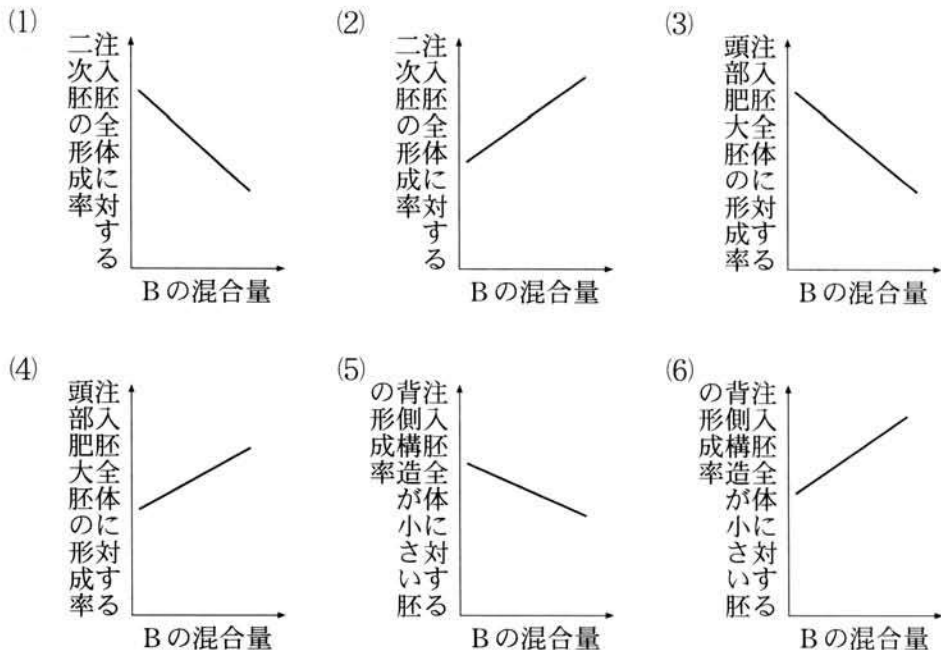 (1)
注入胚全体に対する
二次胚の形成率
Bの混合量
(2)
注入胚全体に対する
二次胚の形成率
Bの混合量
(3)
注入胚全体に対する
頭部肥大胚の形成率
Bの混合量
(4)
注入胚全体に対する
頭部肥大胚の形成率
Bの混合量
(5)
注入胚全体に対する
背側構造が小さい胚
の形成率
Bの混合量
(6)
注入胚全体に対する
背側構造が小さい胚
の形成率
Bの混合量